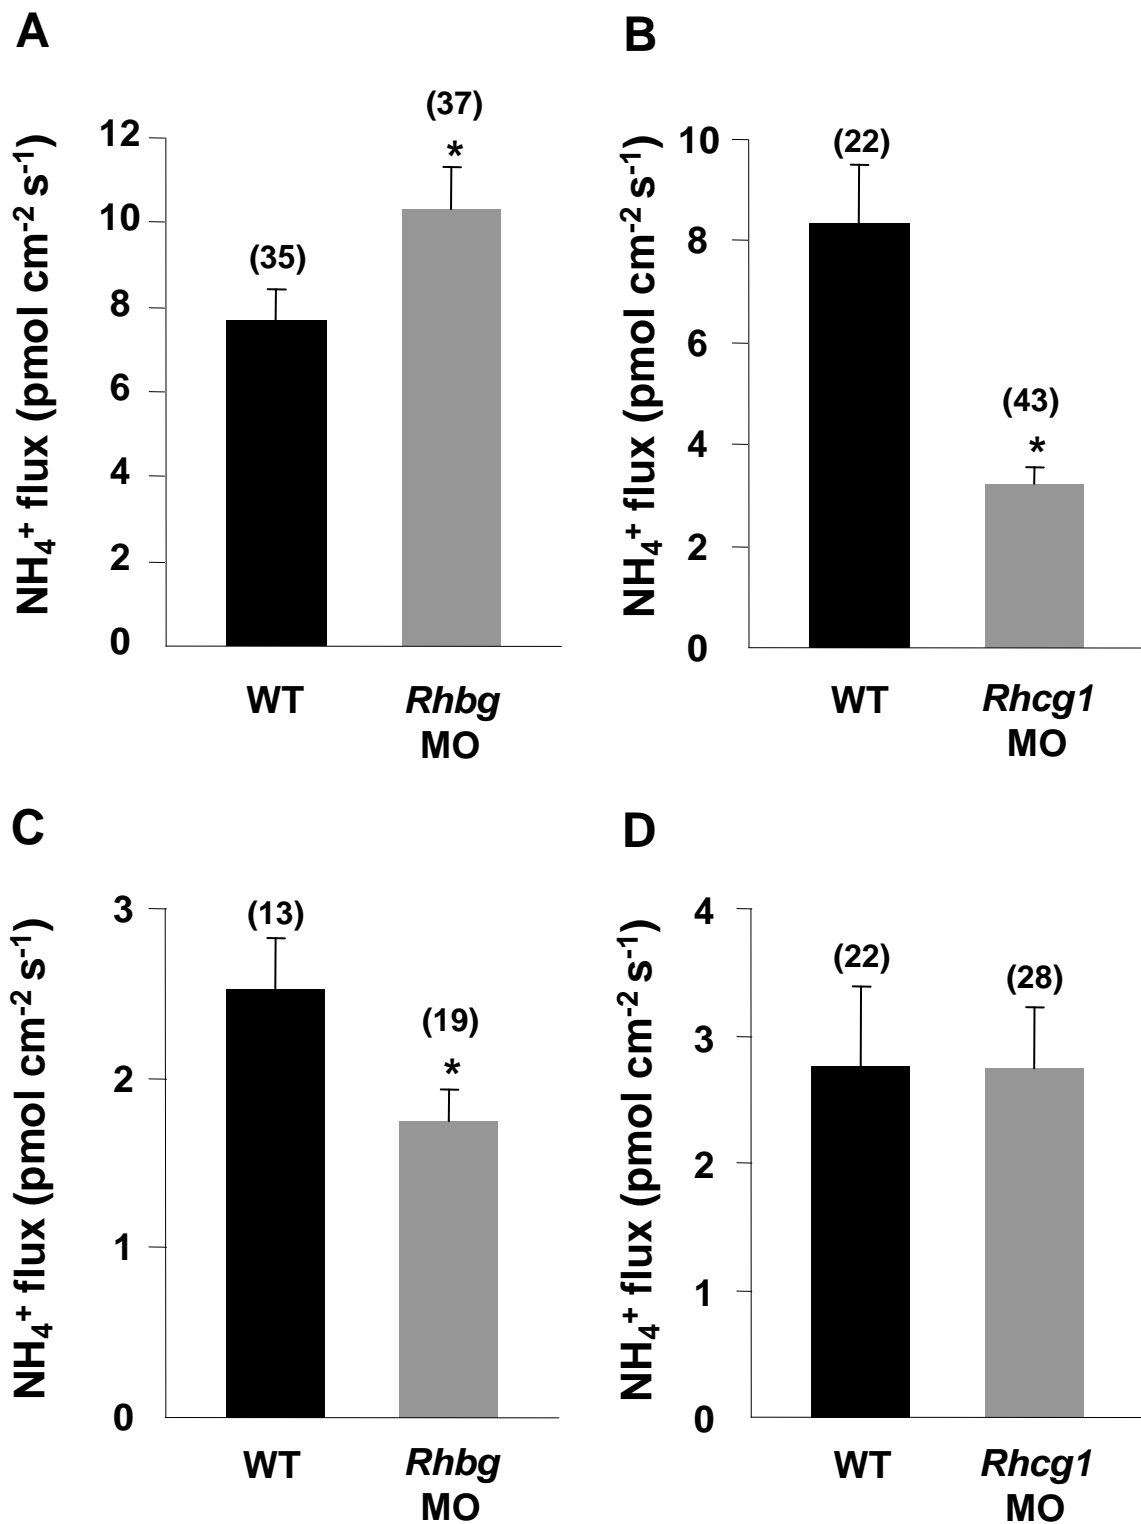 A
NH₄⁺ flux (pmol cm⁻² s⁻¹)
12
10
8
6
4
2
0
(35)
(37)
*
WT
Rhbg
MO
B
NH₄⁺ flux (pmol cm⁻² s⁻¹)
10
8
6
4
2
0
(22)
(43)
*
WT
Rhcg1
MO
C
NH₄⁺ flux (pmol cm⁻² s⁻¹)
3
2
1
0
(13)
(19)
*
WT
Rhbg
MO
D
NH₄⁺ flux (pmol cm⁻² s⁻¹)
4
3
2
1
0
(22)
(28)
WT
Rhcg1
MO